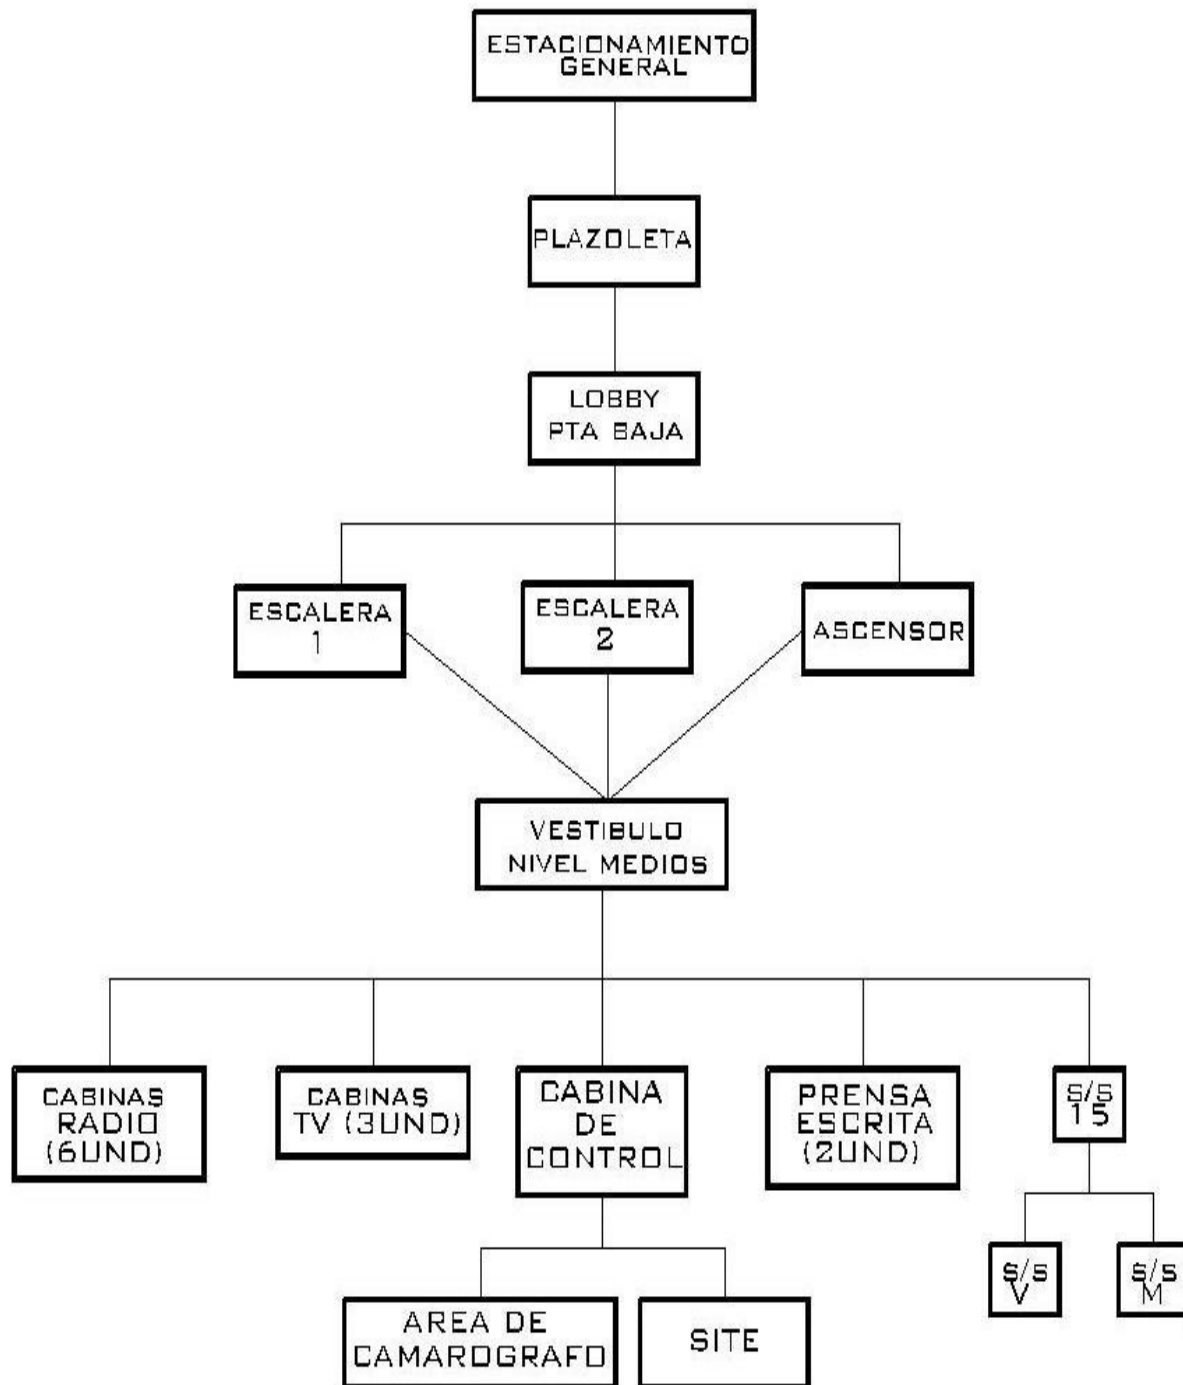 ESTACIONAMIENTO
GENERAL
PLAZOLETA
LOBBY
PTA BAJA
ESCALERA
1
ESCALERA
2
ASCENSOR
VESTIBULO
NIVEL MEDIOS
CABINAS
RADIO
(6UND)
CABINAS
TV (3UND)
CABINA
DE
CONTROL
PRENSA
ESCRITA
(2UND)
S/S
15
S/S
V
S/S
M
AREA DE
CAMAROGRAFO
SITE